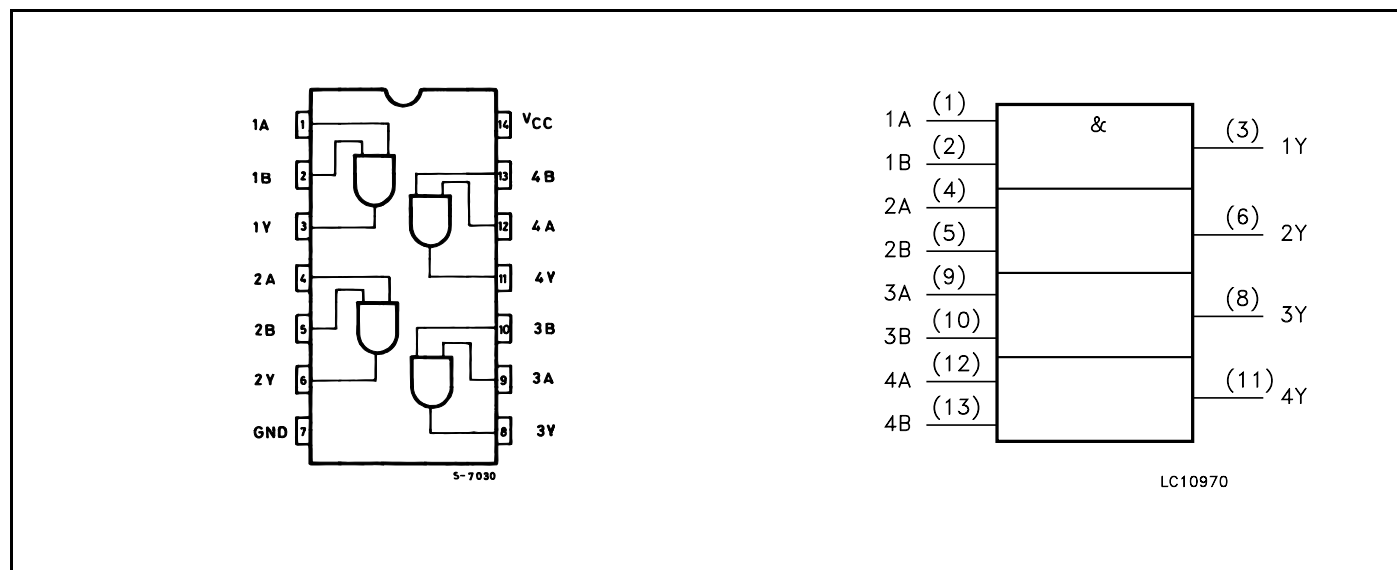 1A 1 14 VCC
1B 2 13 4B
1Y 3 12 4A
2A 4 11 4Y
2B 5 10 3B
2Y 6 9 3A
GND 7 8 3Y
S-7030
1A (1) & (3) 1Y
1B (2)
2A (4) (6) 2Y
2B (5)
3A (9) (8) 3Y
3B (10)
4A (12) (11) 4Y
4B (13)
LC10970